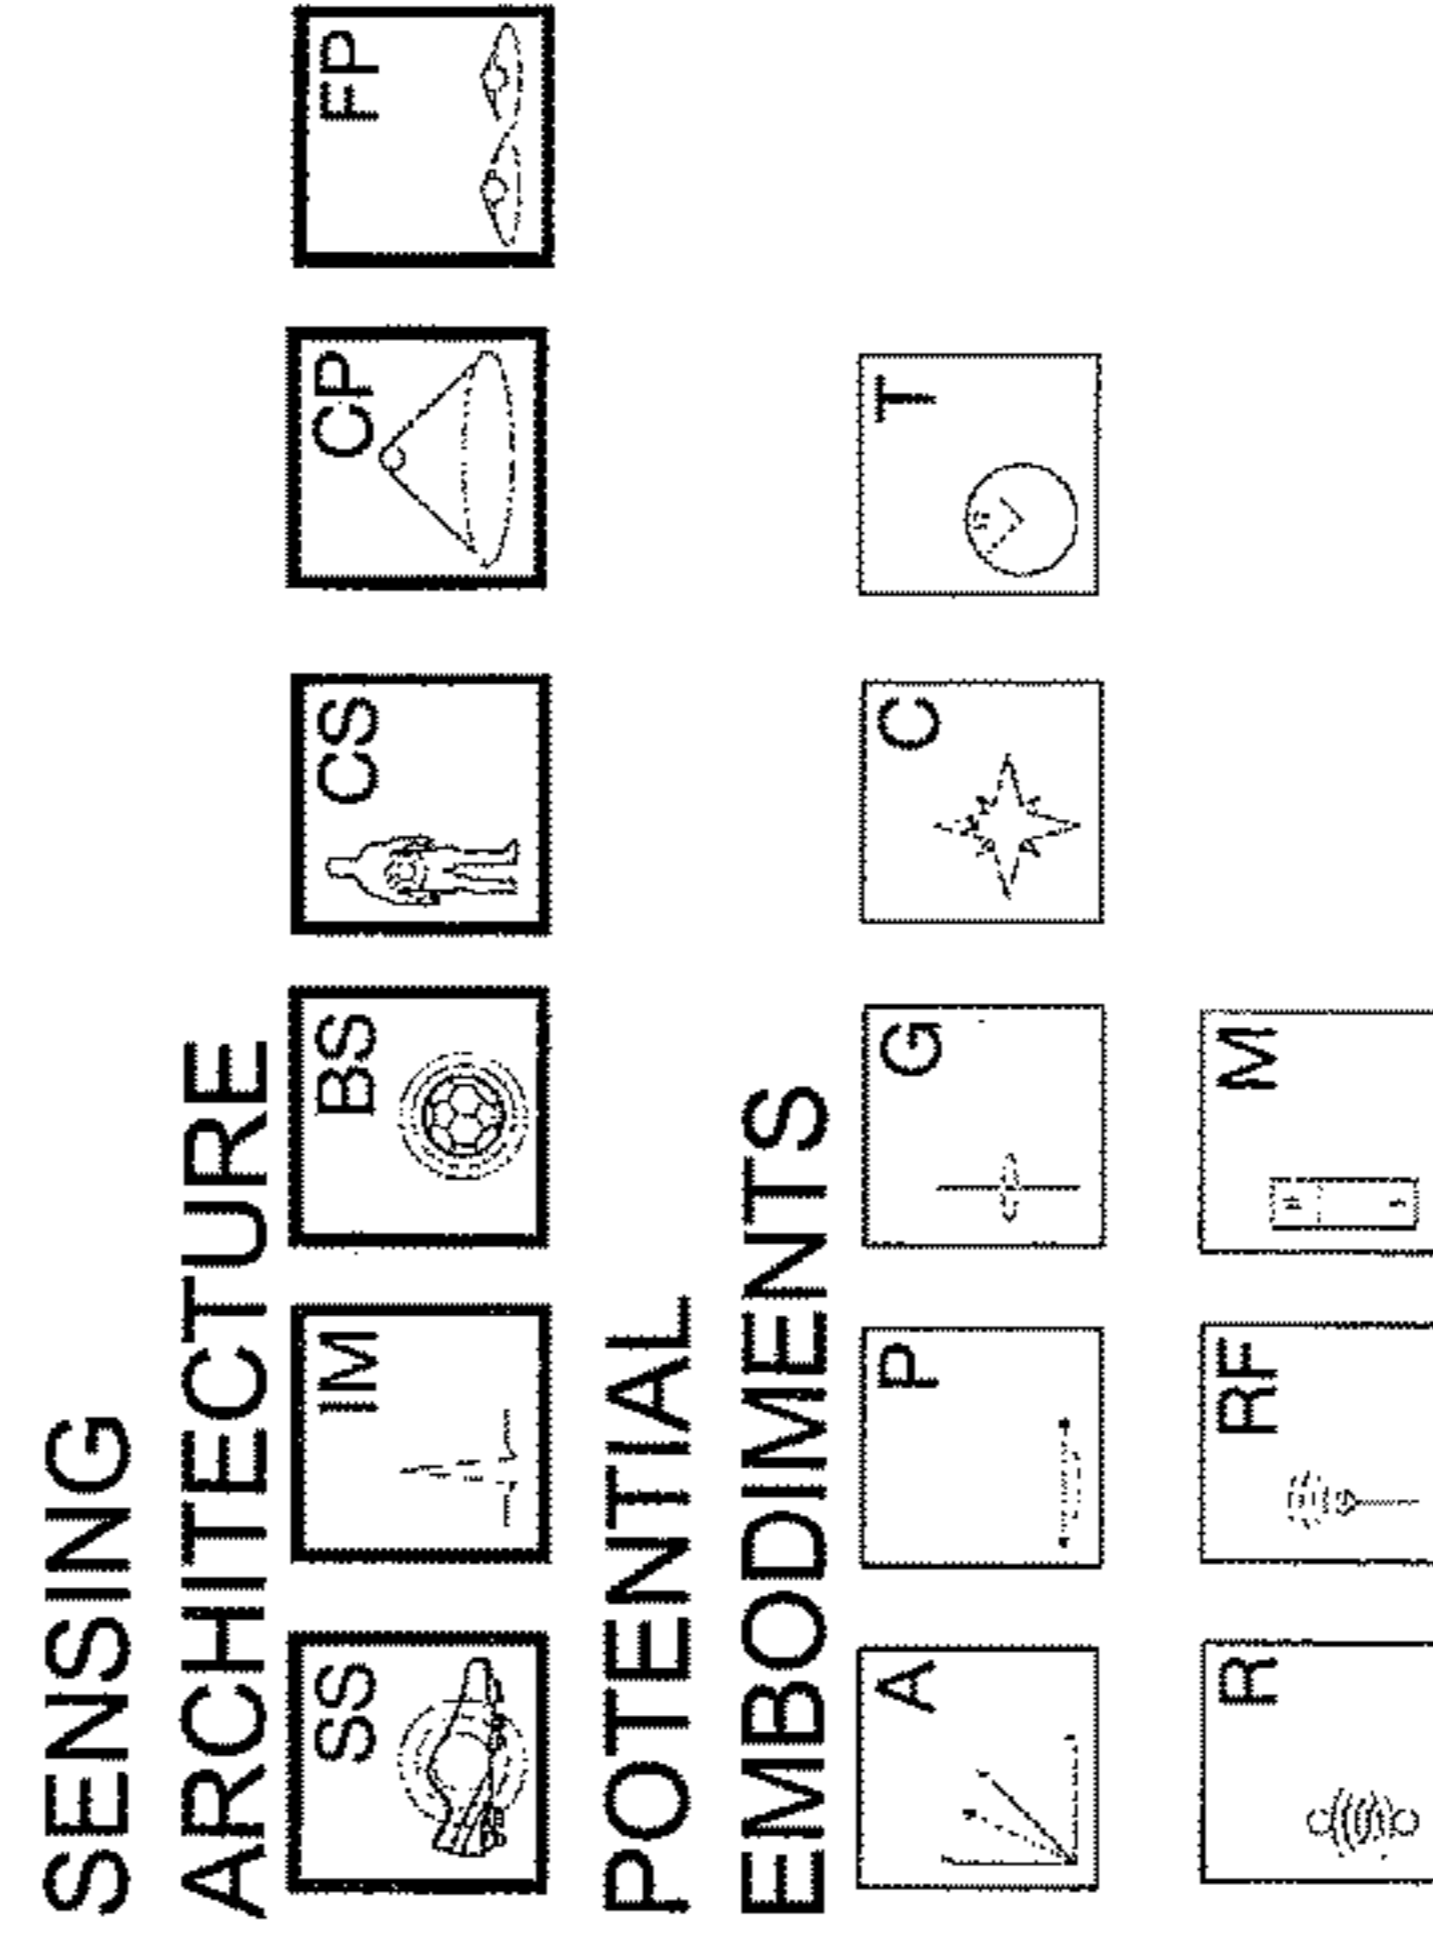 SENSING
ARCHITECTURE
SS IM BS CS CP FP
POTENTIAL
EMBODIMENTS
A P G C T
R RF M